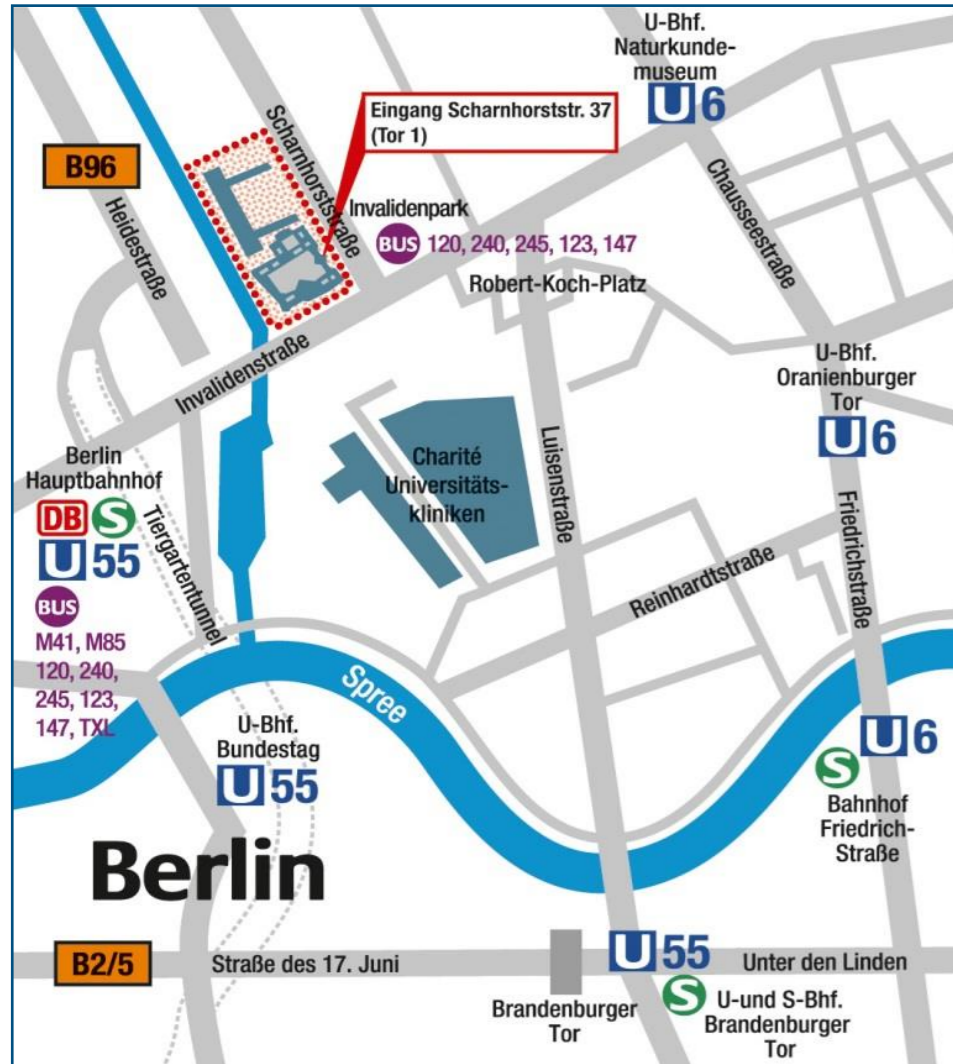 U-Bhf.
Naturkunde-
museum
U 6
Eingang Scharnhorststr. 37
(Tor 1)
B96
Scharnhorststraße
Heidestraße
Invalidenpark
BUS 120, 240, 245, 123, 147
Chausseestraße
Robert-Koch-Platz
Invalidenstraße
U-Bhf.
Oranienburger
Tor
U 6
Berlin
Hauptbahnhof
DB S
U 55
BUS
M41, M85
120, 240,
245, 123,
147, TXL
Tiergartentunnel
Charité
Universitäts-
kliniken
Luisenstraße
Reinhardtstraße
Friedrichstraße
Spree
U-Bhf.
Bundestag
U 55
U 6
S
Bahnhof
Friedrich-
Straße
Berlin
B2/5
Straße des 17. Juni
Brandenburger
Tor
U 55
Unter den Linden
S
U-und S-Bhf.
Brandenburger
Tor